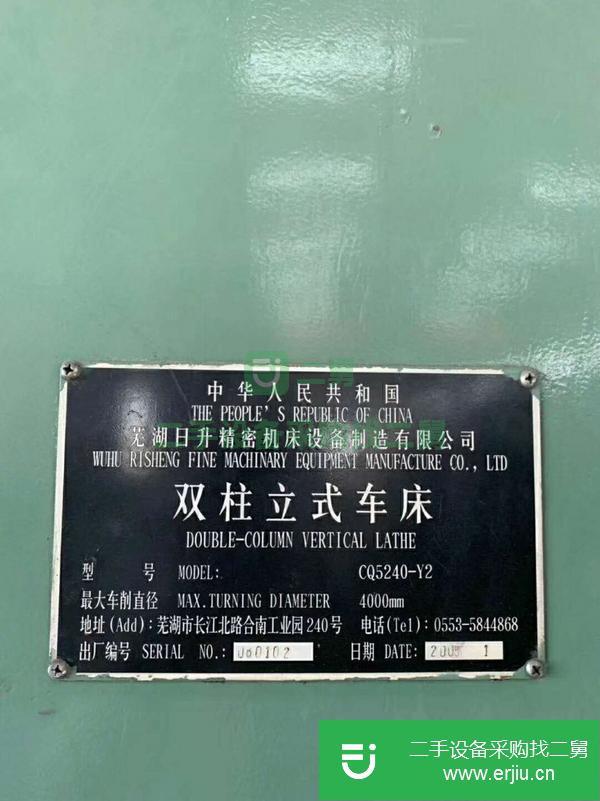 中华人民共和国
THE PEOPLE'S REPUBLIC OF CHINA
芜湖日升精密机床设备制造有限公司
WUHU RISHENG FINE MACHINARY EQUIPMENT MANUFACTURE CO., LTD
双柱立式车床
DOUBLE-COLUMN VERTICAL LATHE
型 号 MODEL: CQ5240-Y2
最大车削直径 MAX.TURNING DIAMETER 4000mm
地址(Add):芜湖市长江北路合南工业园240号 电话(Tel): 0553-5844868
出厂编号 SERIAL NO.: 060102 日期 DATE: 1
二舅
二手设备采购找二舅
www.erjiu.cn